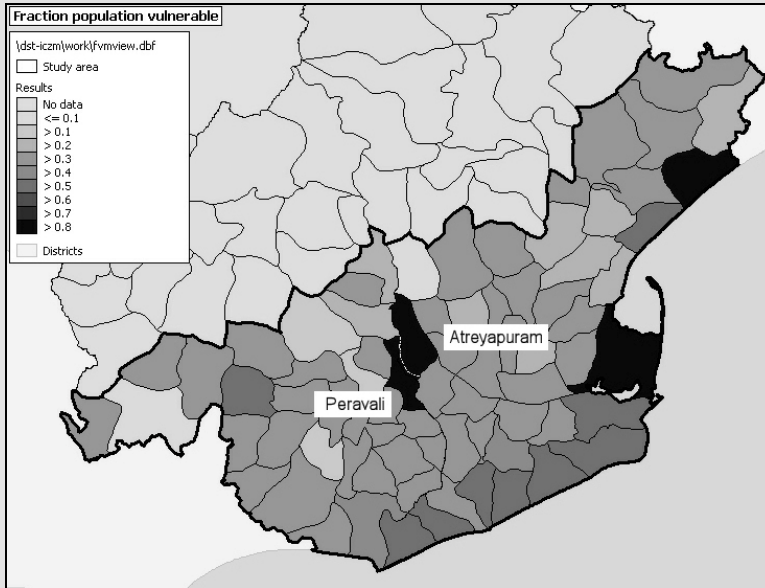 Fraction population vulnerable
\dst-iczm\work\fvmview.dbf
Study area
Results
No data
<= 0.1
> 0.1
> 0.2
> 0.3
> 0.4
> 0.5
> 0.6
> 0.7
> 0.8
Districts
Atreyapuram
Peravali